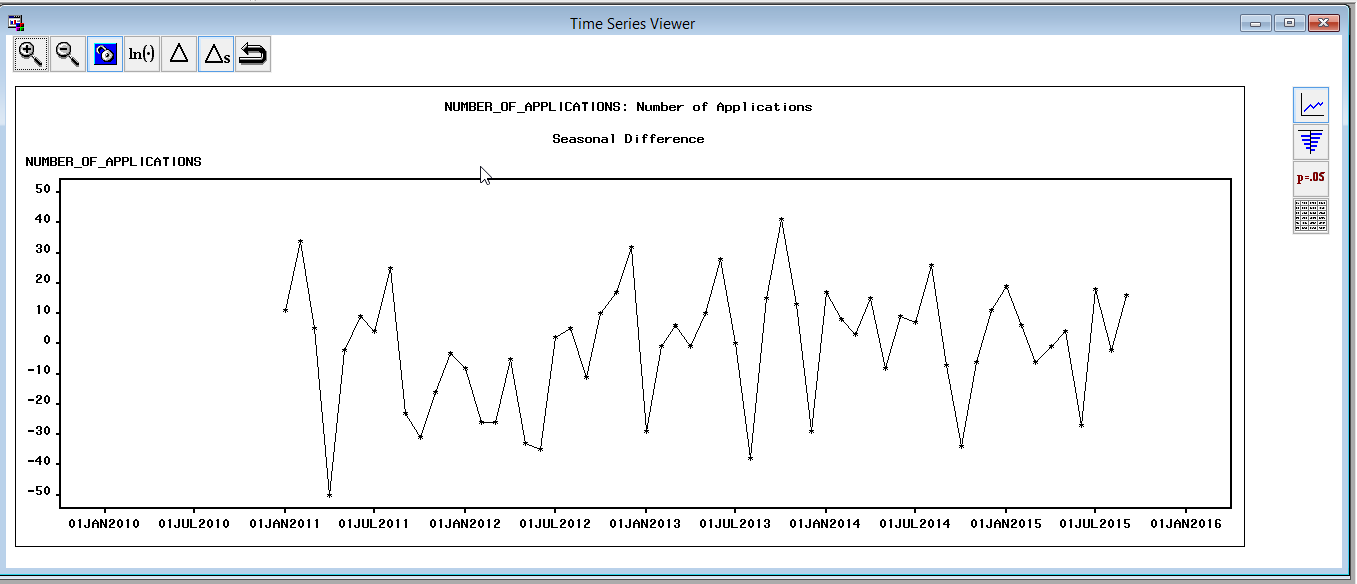 Time Series Viewer
ln(·) Δ Δs
NUMBER_OF_APPLICATIONS: Number of Applications
Seasonal Difference
NUMBER_OF_APPLICATIONS
50
40
30
20
10
0
-10
-20
-30
-40
-50
01JAN2010 01JUL2010 01JAN2011 01JUL2011 01JAN2012 01JUL2012 01JAN2013 01JUL2013 01JAN2014 01JUL2014 01JAN2015 01JUL2015 01JAN2016
p=.05